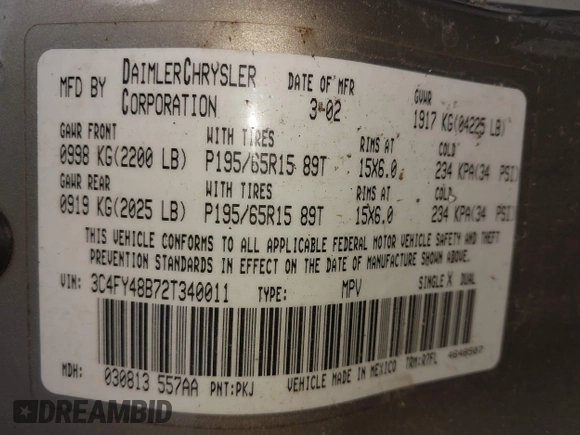 MFD BY DAIMLERCHRYSLER CORPORATION DATE OF MFR 3-02 GVWR 1917 KG(04225 LB)
GAWR FRONT WITH TIRES RIMS AT COLD
0998 KG(2200 LB) P195/65R15 89T 15X6.0 234 KPA(34 PSI)
GAWR REAR WITH TIRES RIMS AT COLD
0919 KG(2025 LB) P195/65R15 89T 15X6.0 234 KPA(34 PSI)
THIS VEHICLE CONFORMS TO ALL APPLICABLE FEDERAL MOTOR VEHICLE SAFETY AND THEFT
PREVENTION STANDARDS IN EFFECT ON THE DATE OF MANUFACTURE SHOWN ABOVE.
VIN: 3C4FY48B72T340011 TYPE: MPV SINGLE X DUAL
MDH: 030813 557AA PNT:PKJ VEHICLE MADE IN MEXICO TRM:R7FL 4648507
DREAMBID